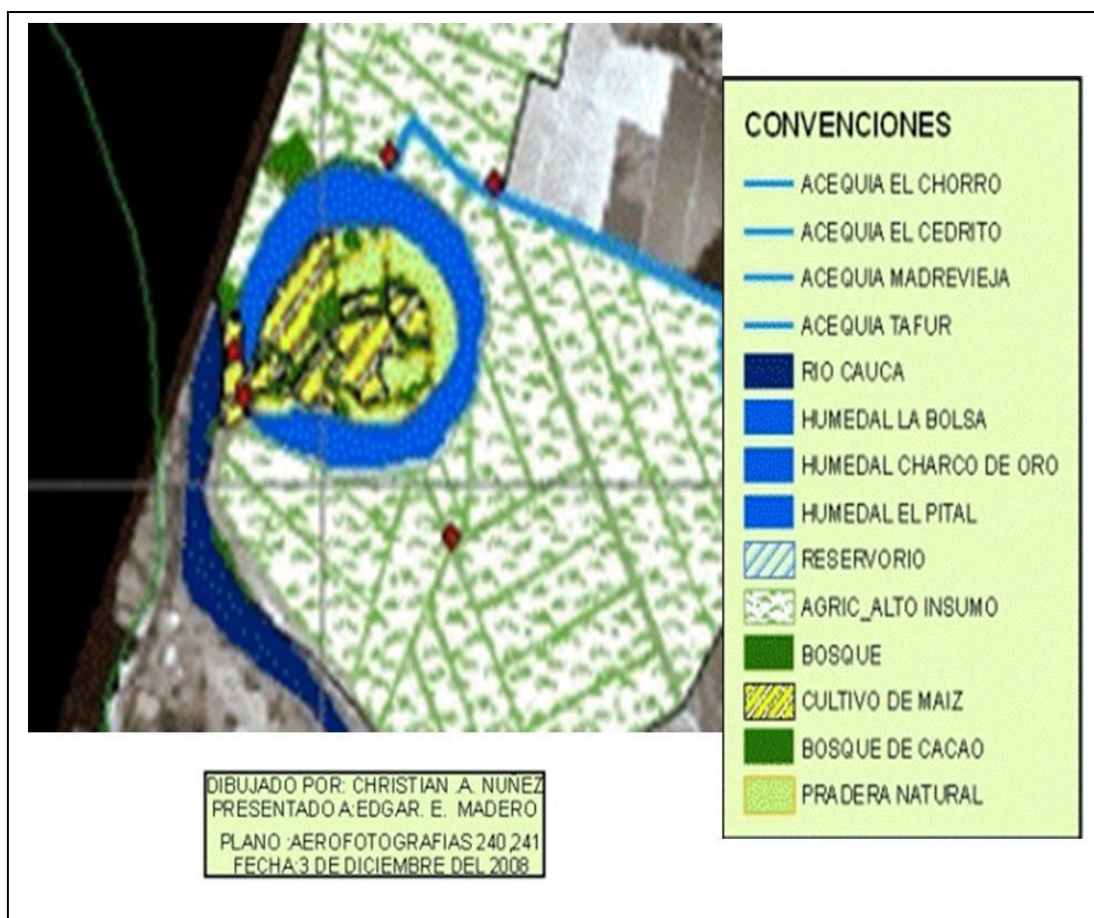 CONVENCIONES
ACEQUIA EL CHORRO
ACEQUIA EL CEDRITO
ACEQUIA MADREVIEJA
ACEQUIA TAFUR
RIO CAUCA
HUMEDAL LA BOLSA
HUMEDAL CHARCO DE ORO
HUMEDAL EL PITAL
RESERVORIO
AGRIC_ALTO INSUMO
BOSQUE
CULTIVO DE MAIZ
BOSQUE DE CACAO
PRADERA NATURAL
DIBUJADO POR: CHRISTIAN .A. NUÑEZ
PRESENTADO A:EDGAR. E. MADERO
PLANO :AEROFOTOGRAFIAS 240,241
FECHA:3 DE DICIEMBRE DEL 2008